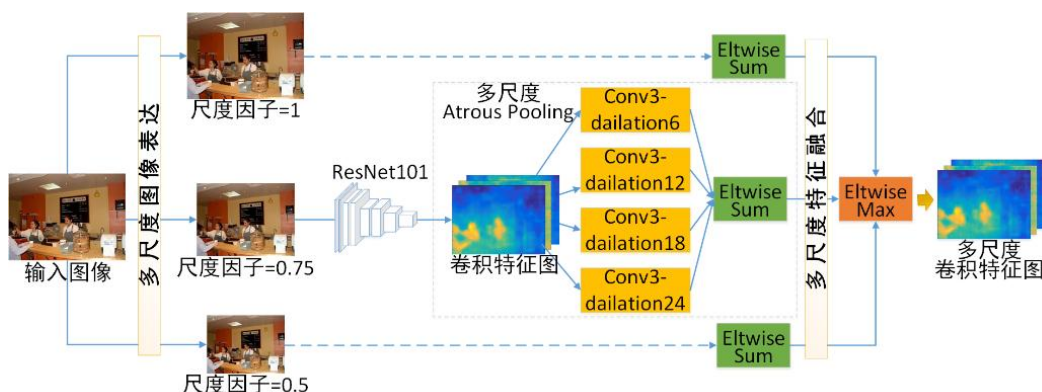 输入图像
多尺度图像表达
尺度因子=1
尺度因子=0.75
尺度因子=0.5
ResNet101
多尺度
Atrous Pooling
卷积特征图
Conv3-
dailation6
Conv3-
dailation12
Conv3-
dailation18
Conv3-
dailation24
Eltwise
Sum
Eltwise
Sum
Eltwise
Sum
多尺度特征融合
Eltwise
Max
多尺度
卷积特征图